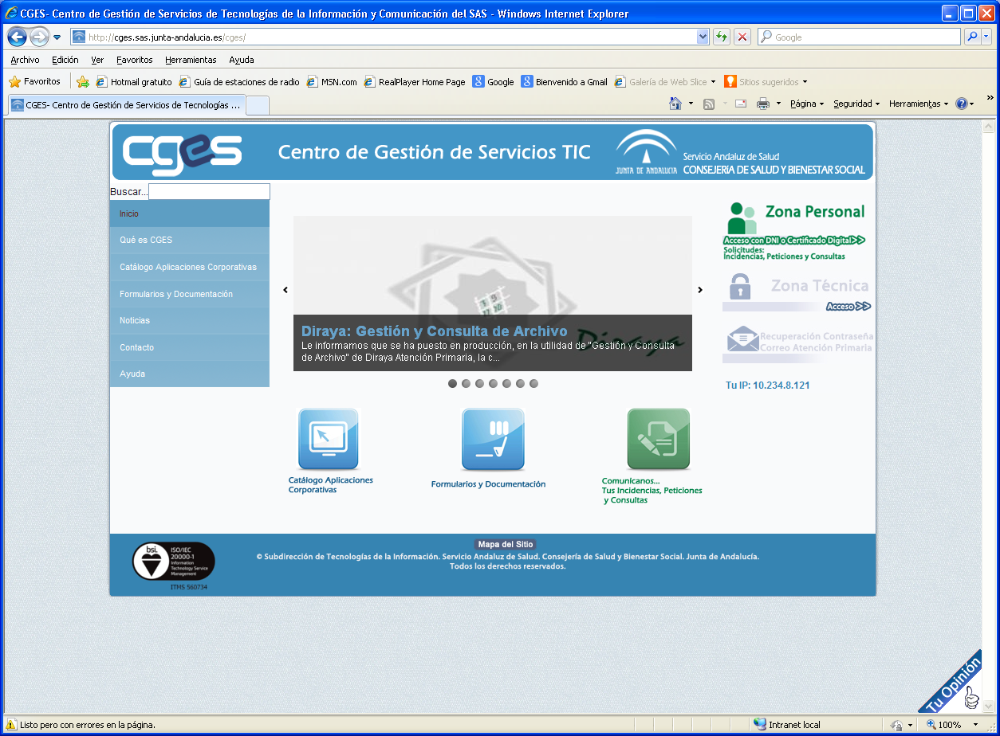 CGES- Centro de Gestión de Servicios de Tecnologías de la Información y Comunicación del SAS - Windows Internet Explorer
http://cges.sas.junta-andalucia.es/cges/
Google
Archivo Edición Ver Favoritos Herramientas Ayuda
Favoritos Hotmail gratuito Guía de estaciones de radio MSN.com RealPlayer Home Page Google Bienvenido a Gmail Galería de Web Slice Sitios sugeridos
CGES- Centro de Gestión de Servicios de Tecnologías ...
Página Seguridad Herramientas
cges
Centro de Gestión de Servicios TIC
JUNTA DE ANDALUCIA
Servicio Andaluz de Salud
CONSEJERÍA DE SALUD Y BIENESTAR SOCIAL
Buscar...
Inicio
Qué es CGES
Catálogo Aplicaciones Corporativas
Formularios y Documentación
Noticias
Contacto
Ayuda
Diraya
Diraya: Gestión y Consulta de Archivo
Le informamos que se ha puesto en producción, en la utilidad de "Gestión y Consulta
de Archivo" de Diraya Atención Primaria, la c...
Zona Personal
Acceso con DNI o Certificado Digital>>
Solicitudes:
Incidencias, Peticiones y Consultas
Zona Técnica
Acceso >>
Recuperación Contraseña
Correo Atención Primaria
Tu IP: 10.234.8.121
Catálogo Aplicaciones
Corporativas
Formularios y Documentación
Comunicanos...
Tus Incidencias, Peticiones
y Consultas
Mapa del Sitio
© Subdirección de Tecnologías de la Información. Servicio Andaluz de Salud. Consejería de Salud y Bienestar Social. Junta de Andalucía.
Todos los derechos reservados.
bsi.
ISO/IEC
20000-1
Information
Technology Service
Management
ITMS 560734
Tu Opinión
Listo pero con errores en la página.
Intranet local
100%